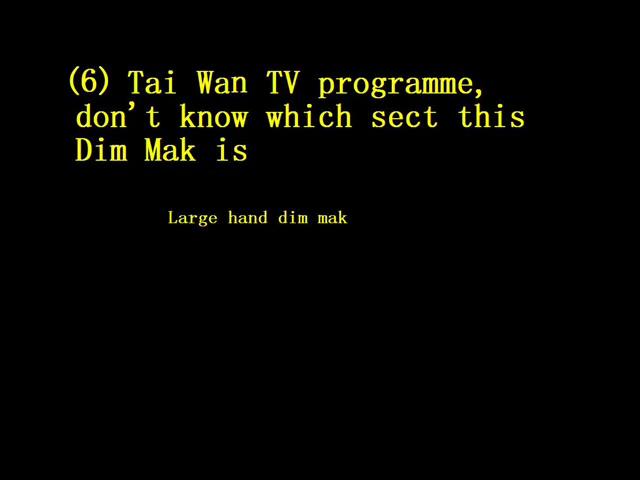 (6) Tai Wan TV programme,
don't know which sect this
Dim Mak is
Large hand dim mak